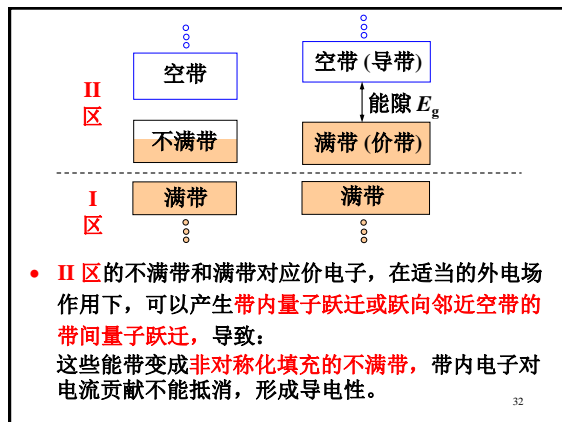 空带
空带 (导带)
II
区
能隙 Eg
不满带
满带 (价带)
I
区
满带
满带
• II 区的不满带和满带对应价电子，在适当的外电场
作用下，可以产生带内量子跃迁或跃向邻近空带的
带间量子跃迁，导致：
这些能带变成非对称化填充的不满带，带内电子对
电流贡献不能抵消，形成导电性。
32